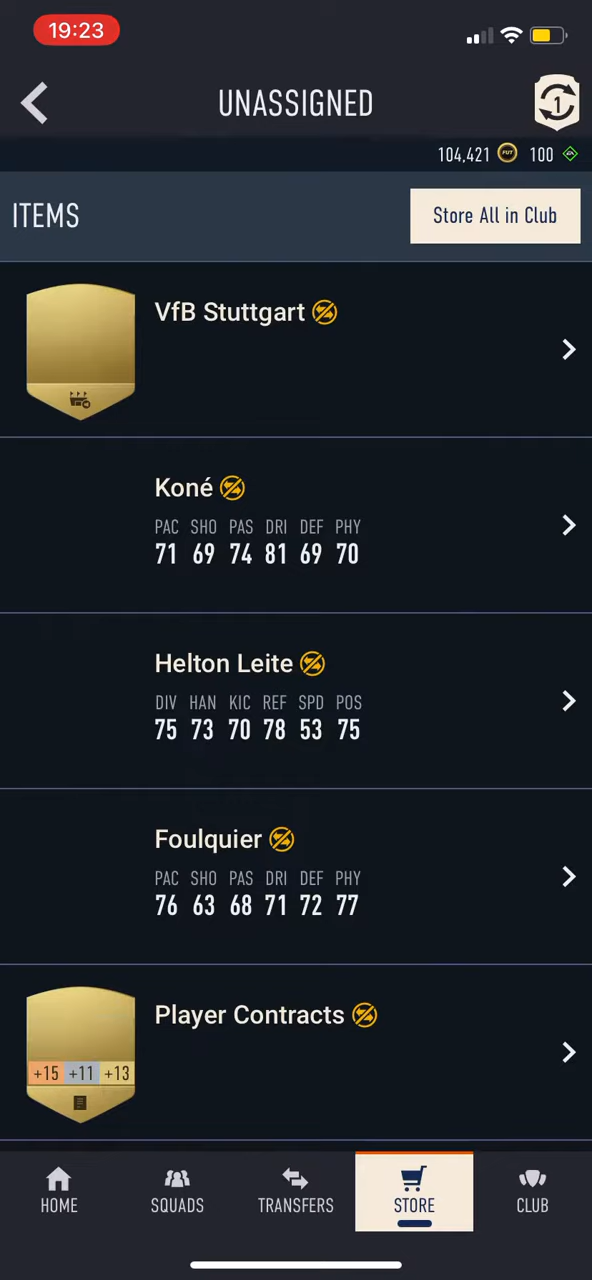 19:23
UNASSIGNED
1
104,421 FUT 100
ITEMS
Store All in Club
VfB Stuttgart
Koné
PAC SHO PAS DRI DEF PHY
71 69 74 81 69 70
Helton Leite
DIV HAN KIC REF SPD POS
75 73 70 78 53 75
Foulquier
PAC SHO PAS DRI DEF PHY
76 63 68 71 72 77
Player Contracts
+15 +11 +13
HOME SQUADS TRANSFERS STORE CLUB